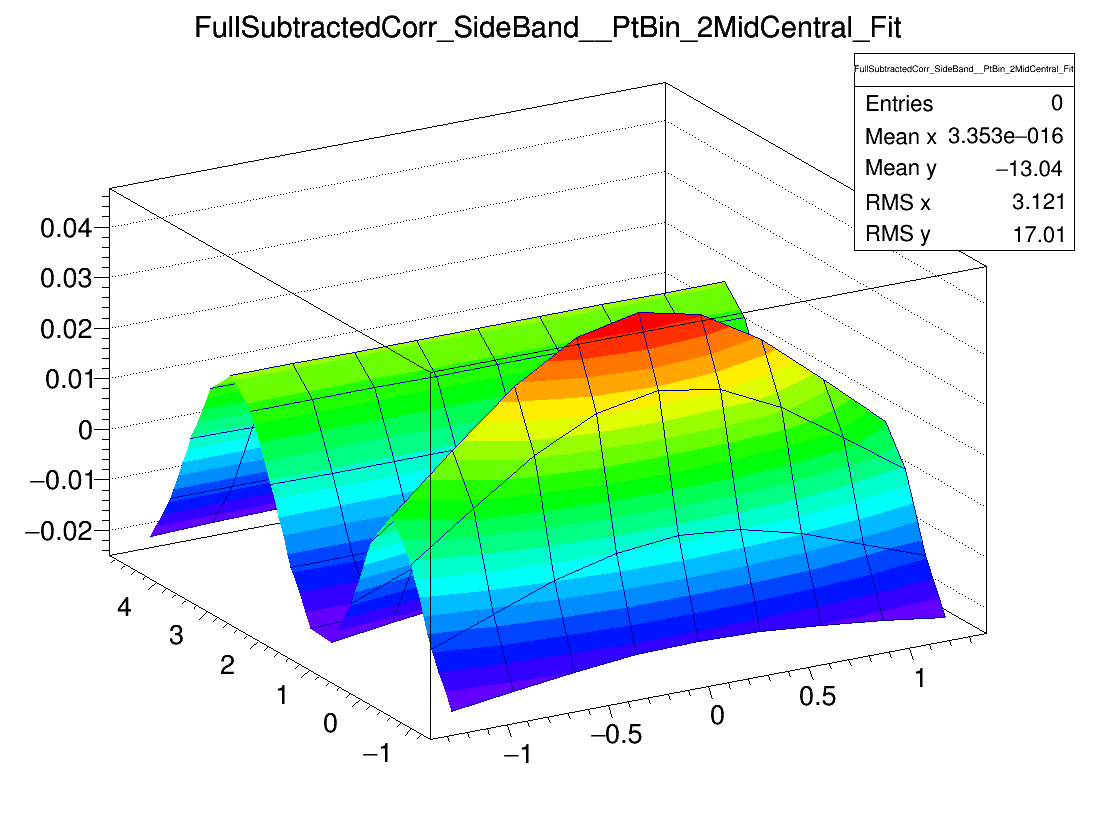 FullSubtractedCorr_SideBand__PtBin_2MidCentral_Fit
FullSubtractedCorr_SideBand__PtBin_2MidCentral_Fit
Entries 0
Mean x 3.353e−016
Mean y −13.04
RMS x 3.121
RMS y 17.01
0.04
0.03
0.02
0.01
0
−0.01
−0.02
4
3
2
1
0
−1
−1
−0.5
0
0.5
1